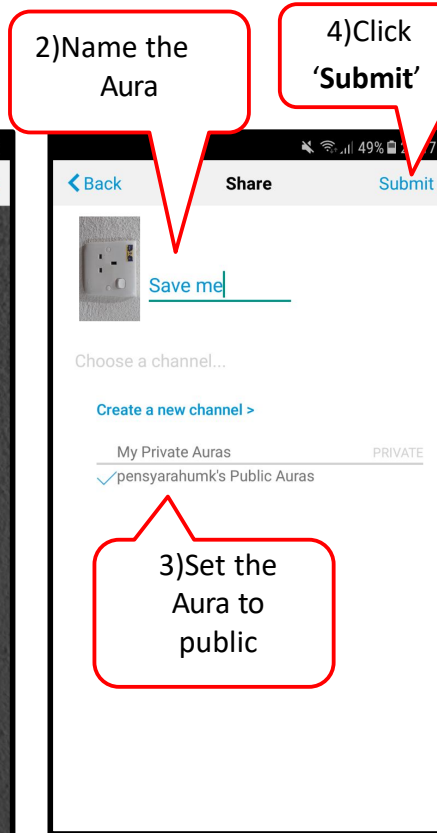 2)Name the
Aura
4)Click
‘Submit’
49%
Back Share Submit
Save me
Choose a channel...
Create a new channel >
My Private Auras PRIVATE
pensyarahumk's Public Auras
3)Set the
Aura to
public